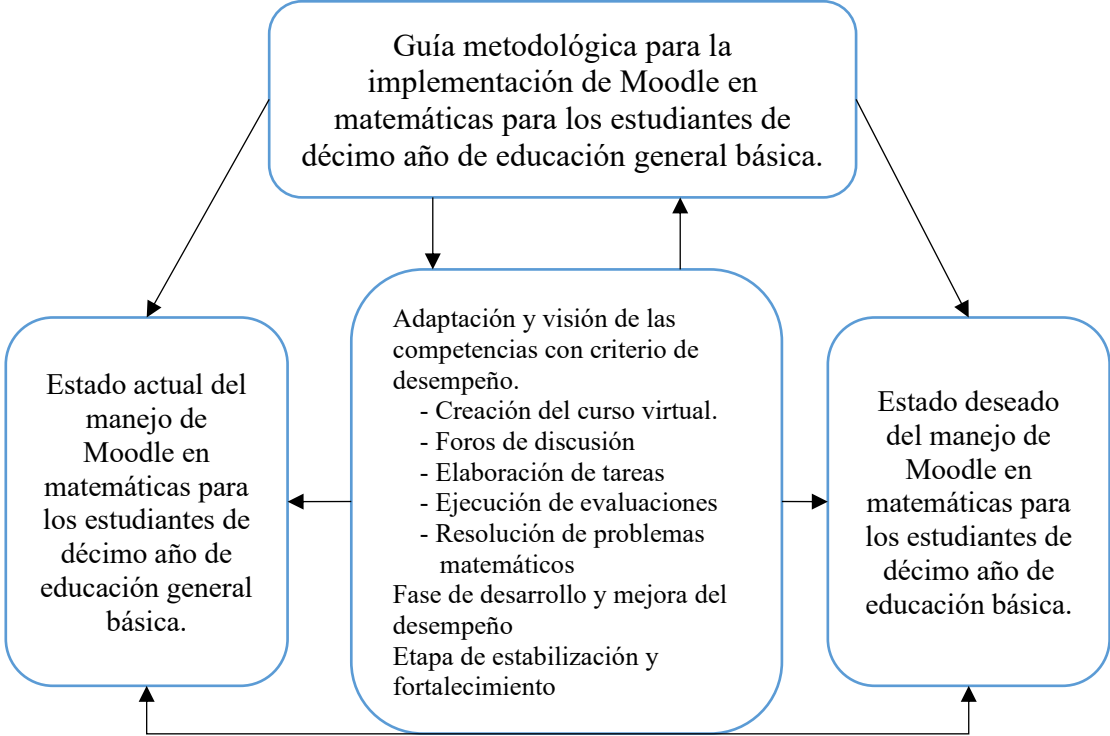 Guía metodológica para la
implementación de Moodle en
matemáticas para los estudiantes de
décimo año de educación general básica.
Estado actual del
manejo de
Moodle en
matemáticas para
los estudiantes de
décimo año de
educación general
básica.
Adaptación y visión de las
competencias con criterio de
desempeño.
- Creación del curso virtual.
- Foros de discusión
- Elaboración de tareas
- Ejecución de evaluaciones
- Resolución de problemas
matemáticos
Fase de desarrollo y mejora del
desempeño
Etapa de estabilización y
fortalecimiento
Estado deseado
del manejo de
Moodle en
matemáticas para
los estudiantes de
décimo año de
educación básica.